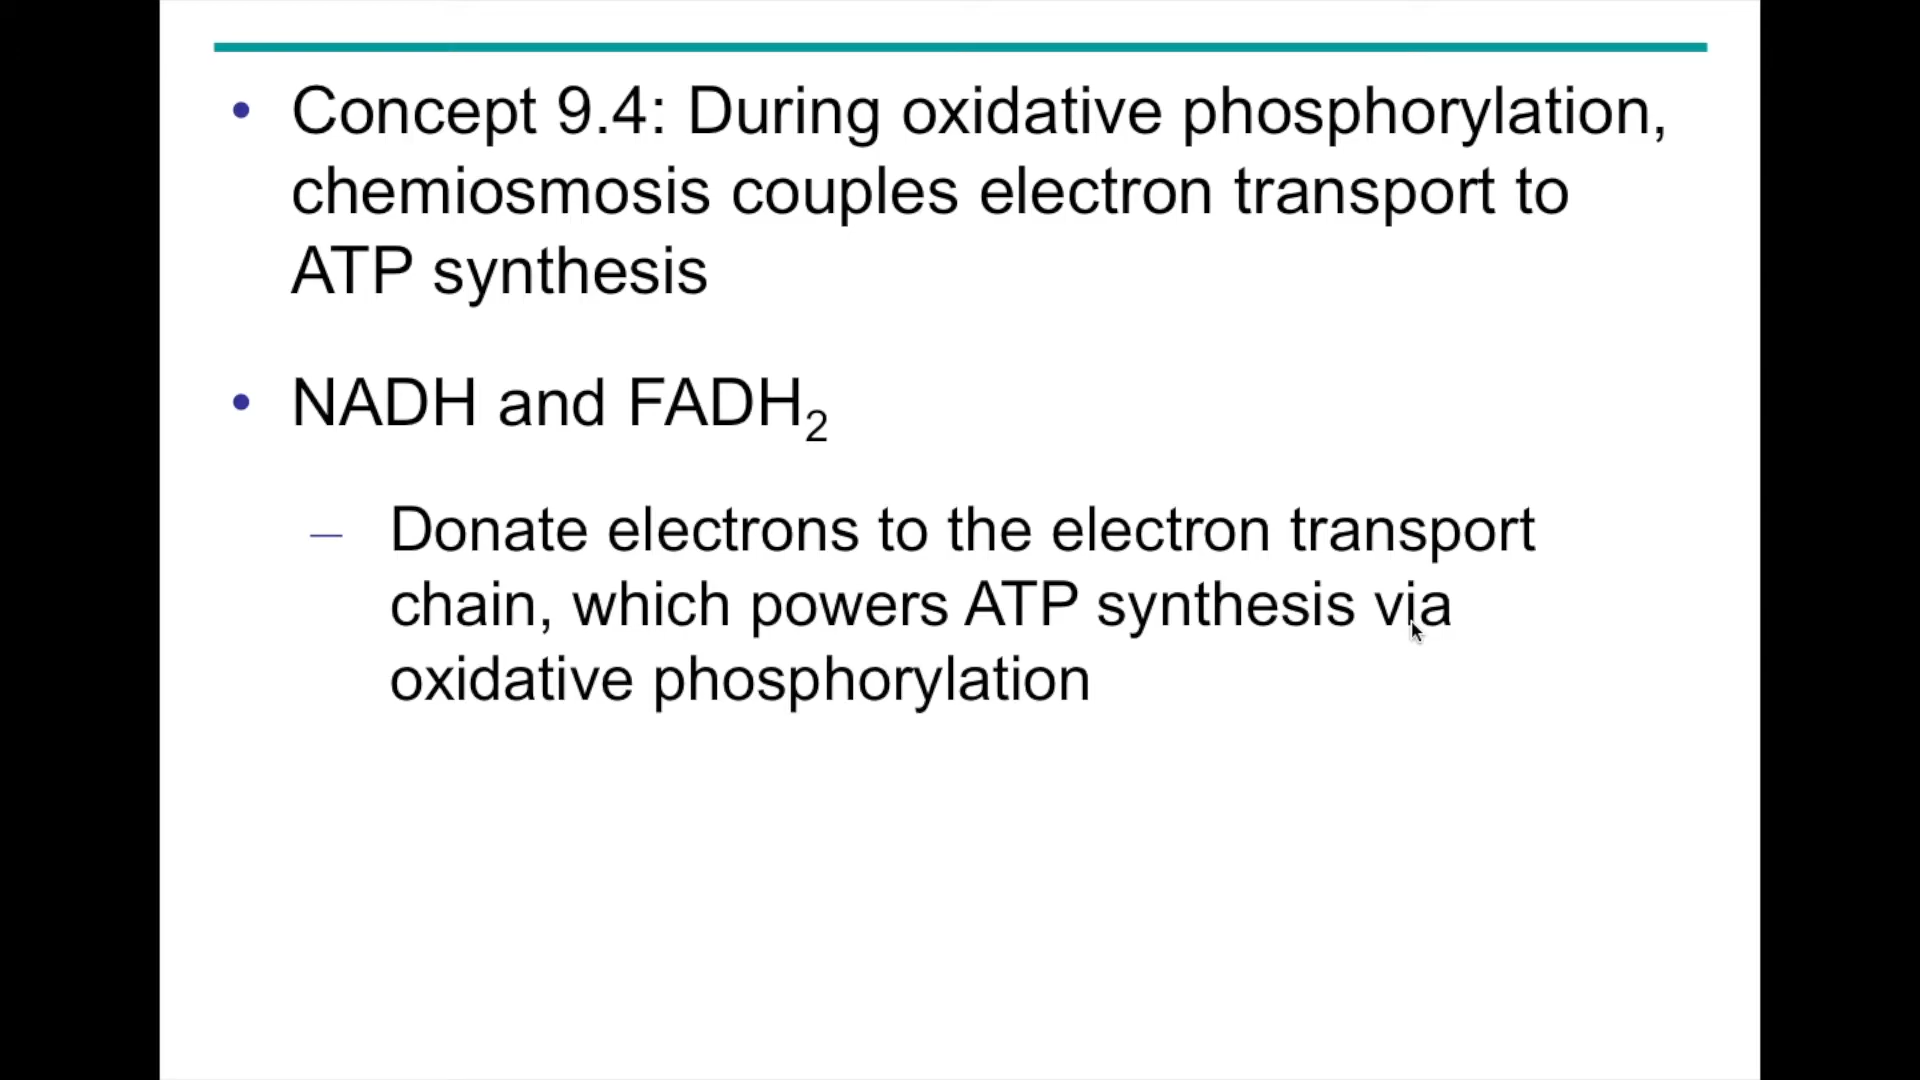 • Concept 9.4: During oxidative phosphorylation,
chemiosmosis couples electron transport to
ATP synthesis
• NADH and FADH₂
– Donate electrons to the electron transport
chain, which powers ATP synthesis via
oxidative phosphorylation